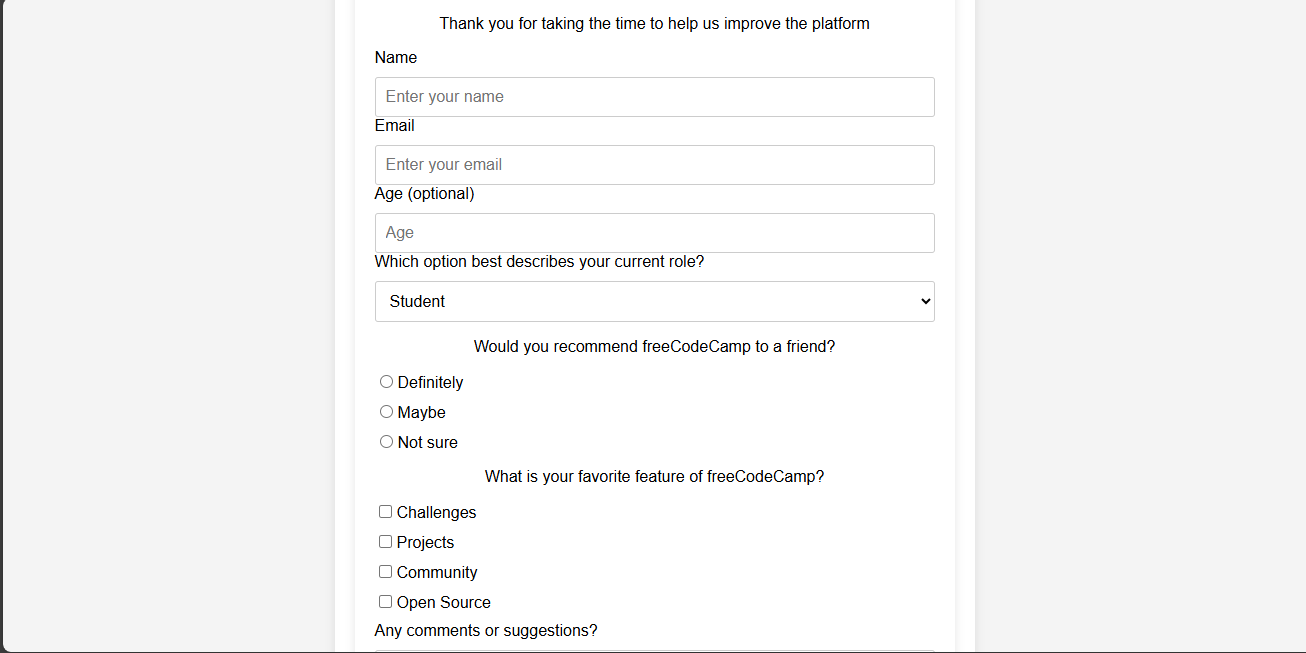 Thank you for taking the time to help us improve the platform
Name
Enter your name
Email
Enter your email
Age (optional)
Age
Which option best describes your current role?
Student
Would you recommend freeCodeCamp to a friend?
Definitely
Maybe
Not sure
What is your favorite feature of freeCodeCamp?
Challenges
Projects
Community
Open Source
Any comments or suggestions?